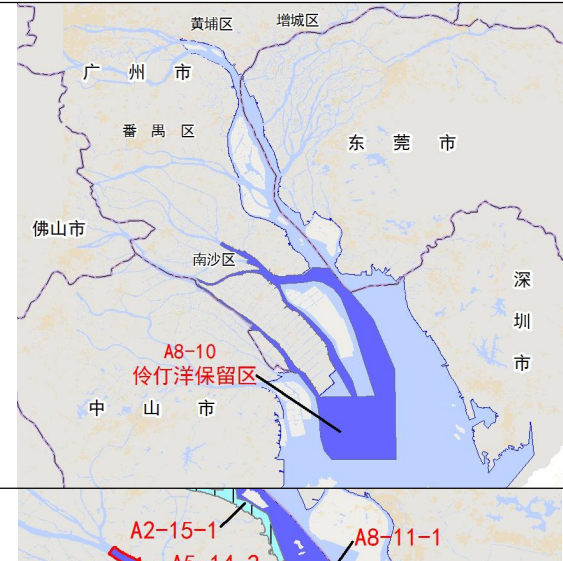 黄埔区
增城区
广州市
番禺区
东莞市
佛山市
南沙区
深圳市
A8-10
伶仃洋保留区
中山市
A2-15-1
A8-11-1